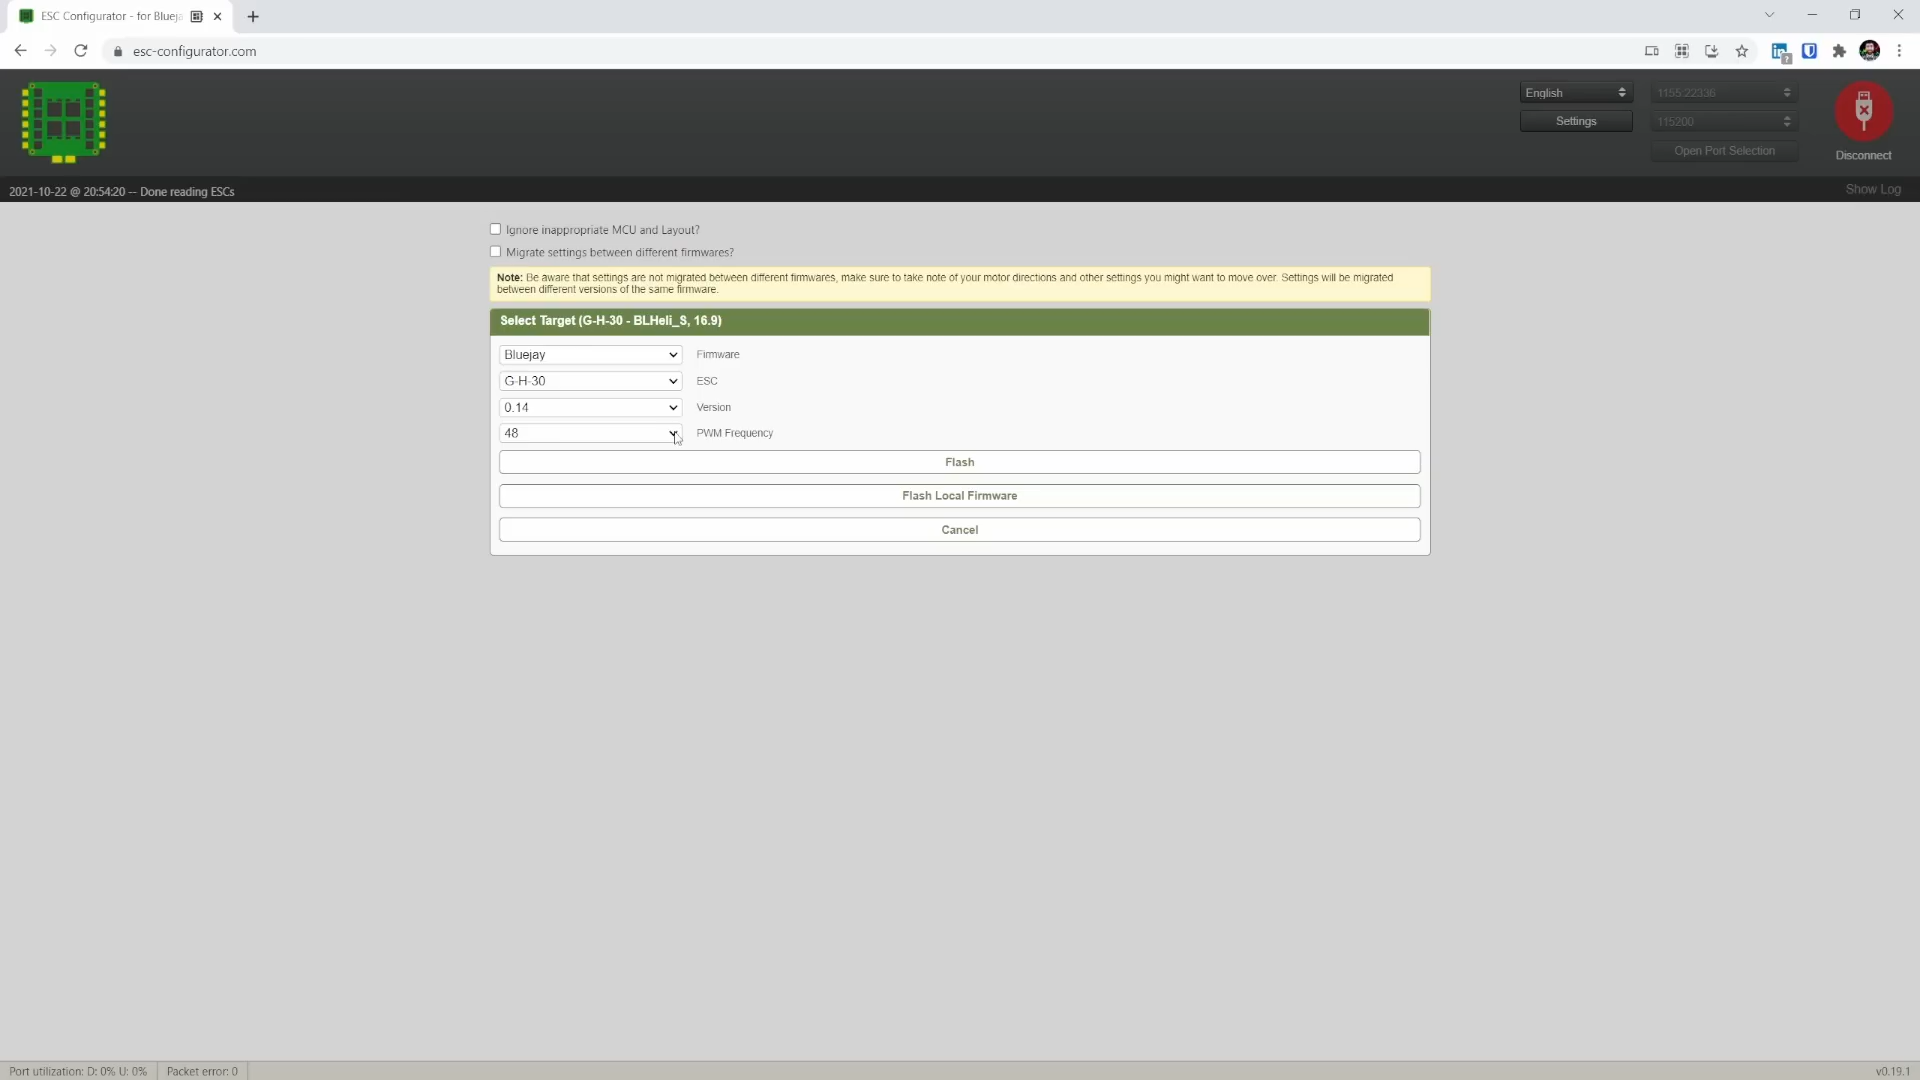 ESC Configurator - for Bluej
esc-configurator.com
English
1155:22336
Settings
115200
Open Port Selection
Disconnect
2021-10-22 @ 20:54:20 -- Done reading ESCs
Show Log
Ignore inappropriate MCU and Layout?
Migrate settings between different firmwares?
Note: Be aware that settings are not migrated between different firmwares, make sure to take note of your motor directions and other settings you might want to move over. Settings will be migrated
between different versions of the same firmware.
Select Target (G-H-30 - BLHeli_S, 16.9)
Bluejay Firmware
G-H-30 ESC
0.14 Version
48 PWM Frequency
Flash
Flash Local Firmware
Cancel
Port utilization: D: 0% U: 0% Packet error: 0
v0.19.1